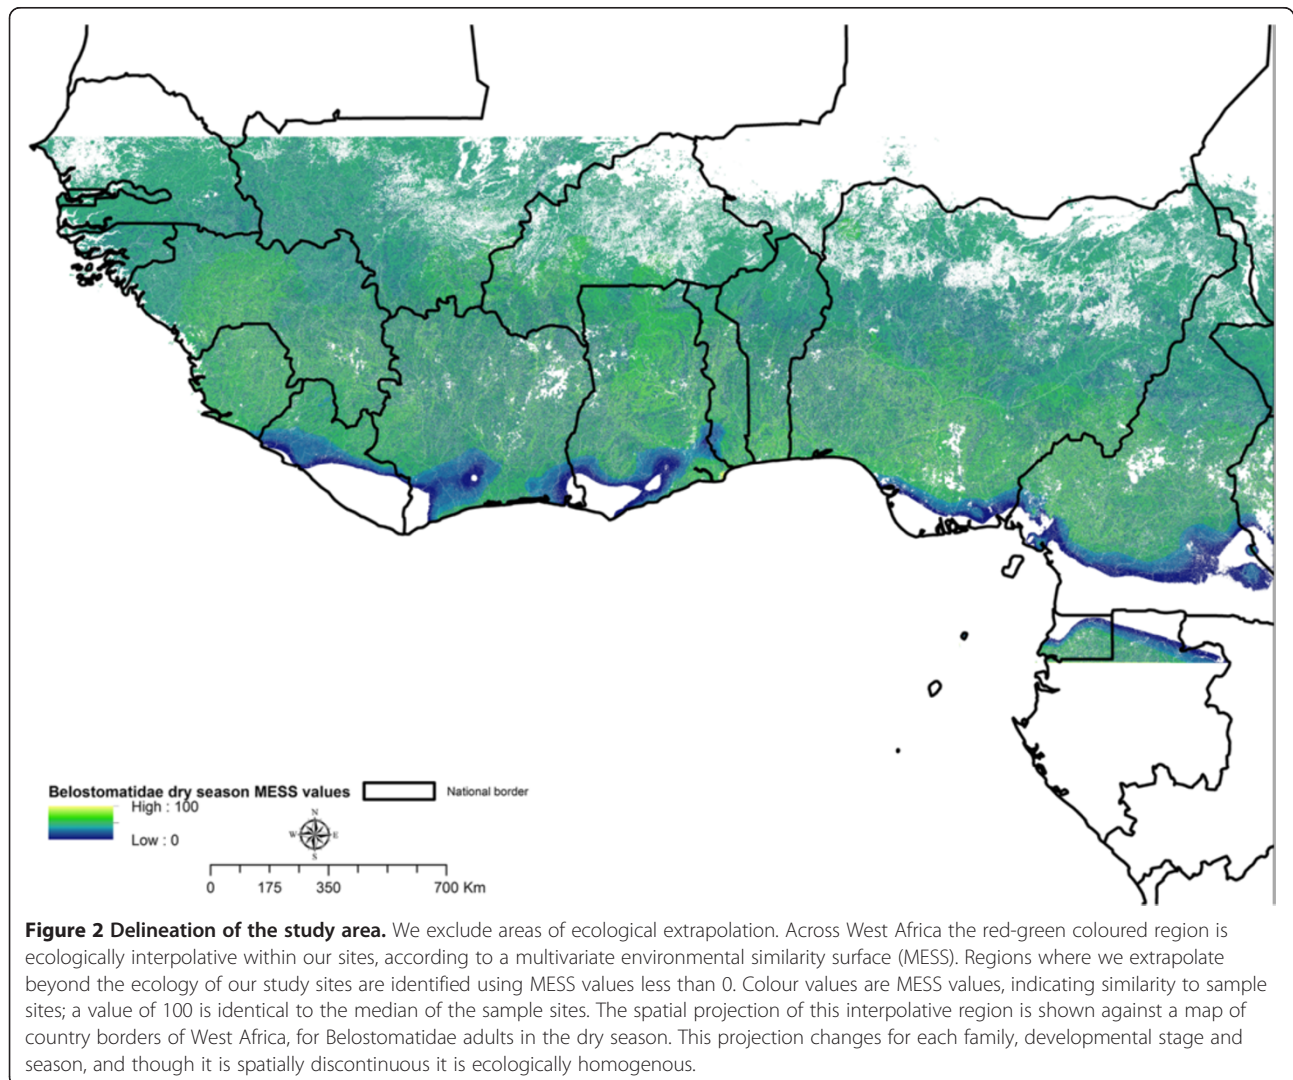 Belostomatidae dry season MESS values
National border
High : 100
Low : 0
N
W E
S
0 175 350 700 Km
Figure 2 Delineation of the study area. We exclude areas of ecological extrapolation. Across West Africa the red-green coloured region is
ecologically interpolative within our sites, according to a multivariate environmental similarity surface (MESS). Regions where we extrapolate
beyond the ecology of our study sites are identified using MESS values less than 0. Colour values are MESS values, indicating similarity to sample
sites; a value of 100 is identical to the median of the sample sites. The spatial projection of this interpolative region is shown against a map of
country borders of West Africa, for Belostomatidae adults in the dry season. This projection changes for each family, developmental stage and
season, and though it is spatially discontinuous it is ecologically homogenous.